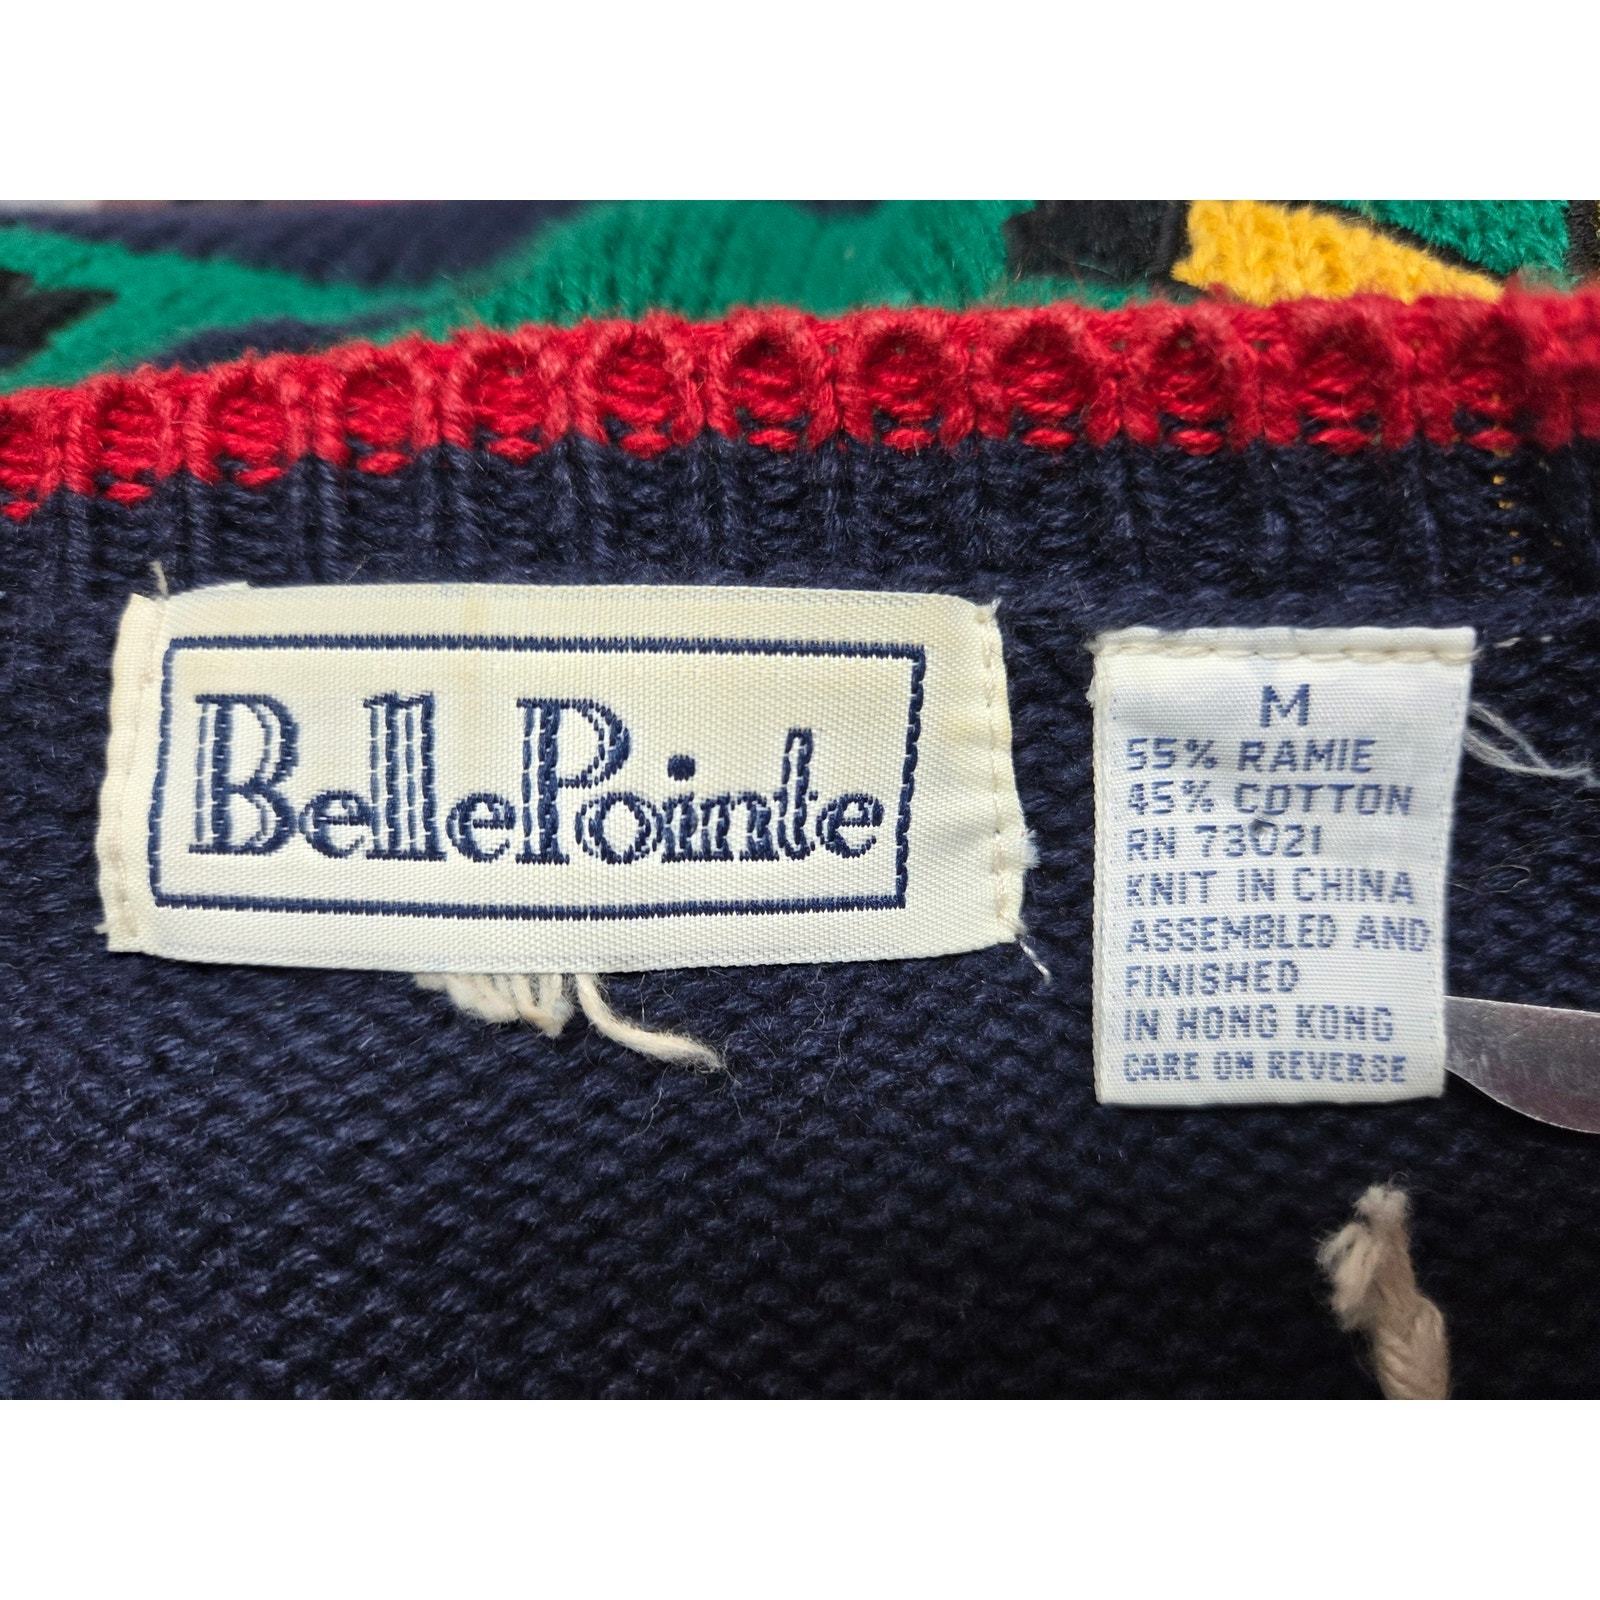 BellePointe
M
55% RAMIE
45% COTTON
RN 73021
KNIT IN CHINA
ASSEMBLED AND
FINISHED
IN HONG KONG
CARE ON REVERSE